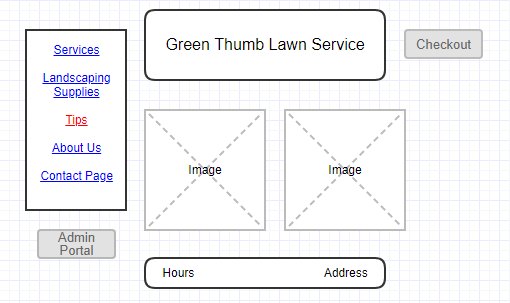 Green Thumb Lawn Service
Checkout
Services
Landscaping
Supplies
Tips
About Us
Contact Page
Admin
Portal
Image
Image
Hours
Address